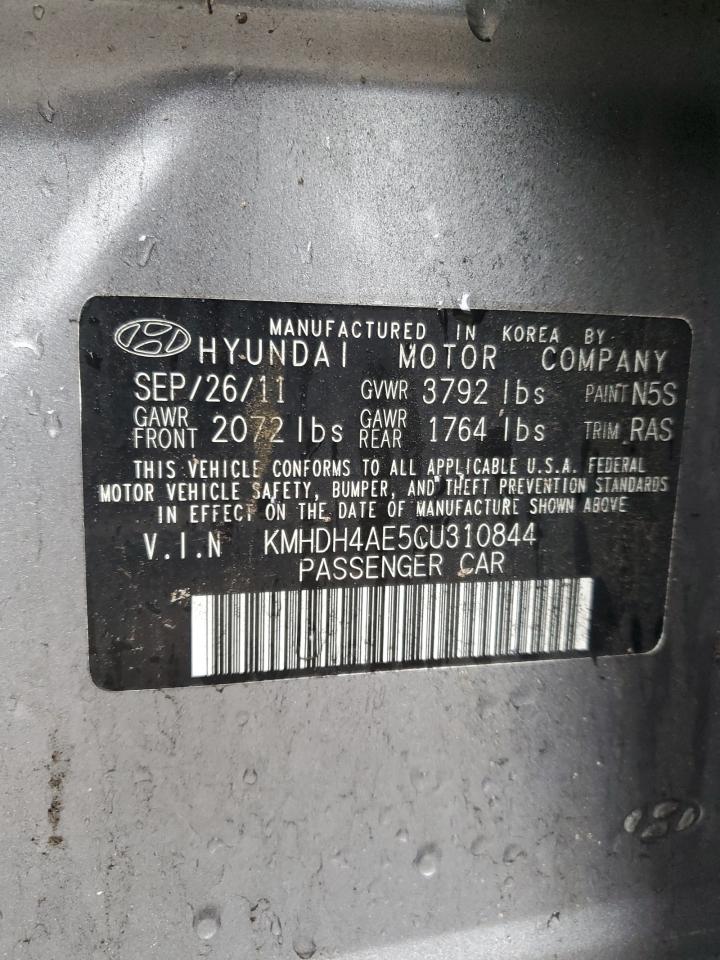 MANUFACTURED IN KOREA BY
HYUNDAI MOTOR COMPANY
SEP/26/11 GVWR 3792 lbs PAINT N5S
GAWR FRONT 2072 lbs GAWR REAR 1764 lbs TRIM RAS
THIS VEHICLE CONFORMS TO ALL APPLICABLE U.S.A. FEDERAL
MOTOR VEHICLE SAFETY, BUMPER, AND THEFT PREVENTION STANDARDS
IN EFFECT ON THE DATE OF MANUFACTURE SHOWN ABOVE
V.I.N KMHDH4AE5CU310844
PASSENGER CAR